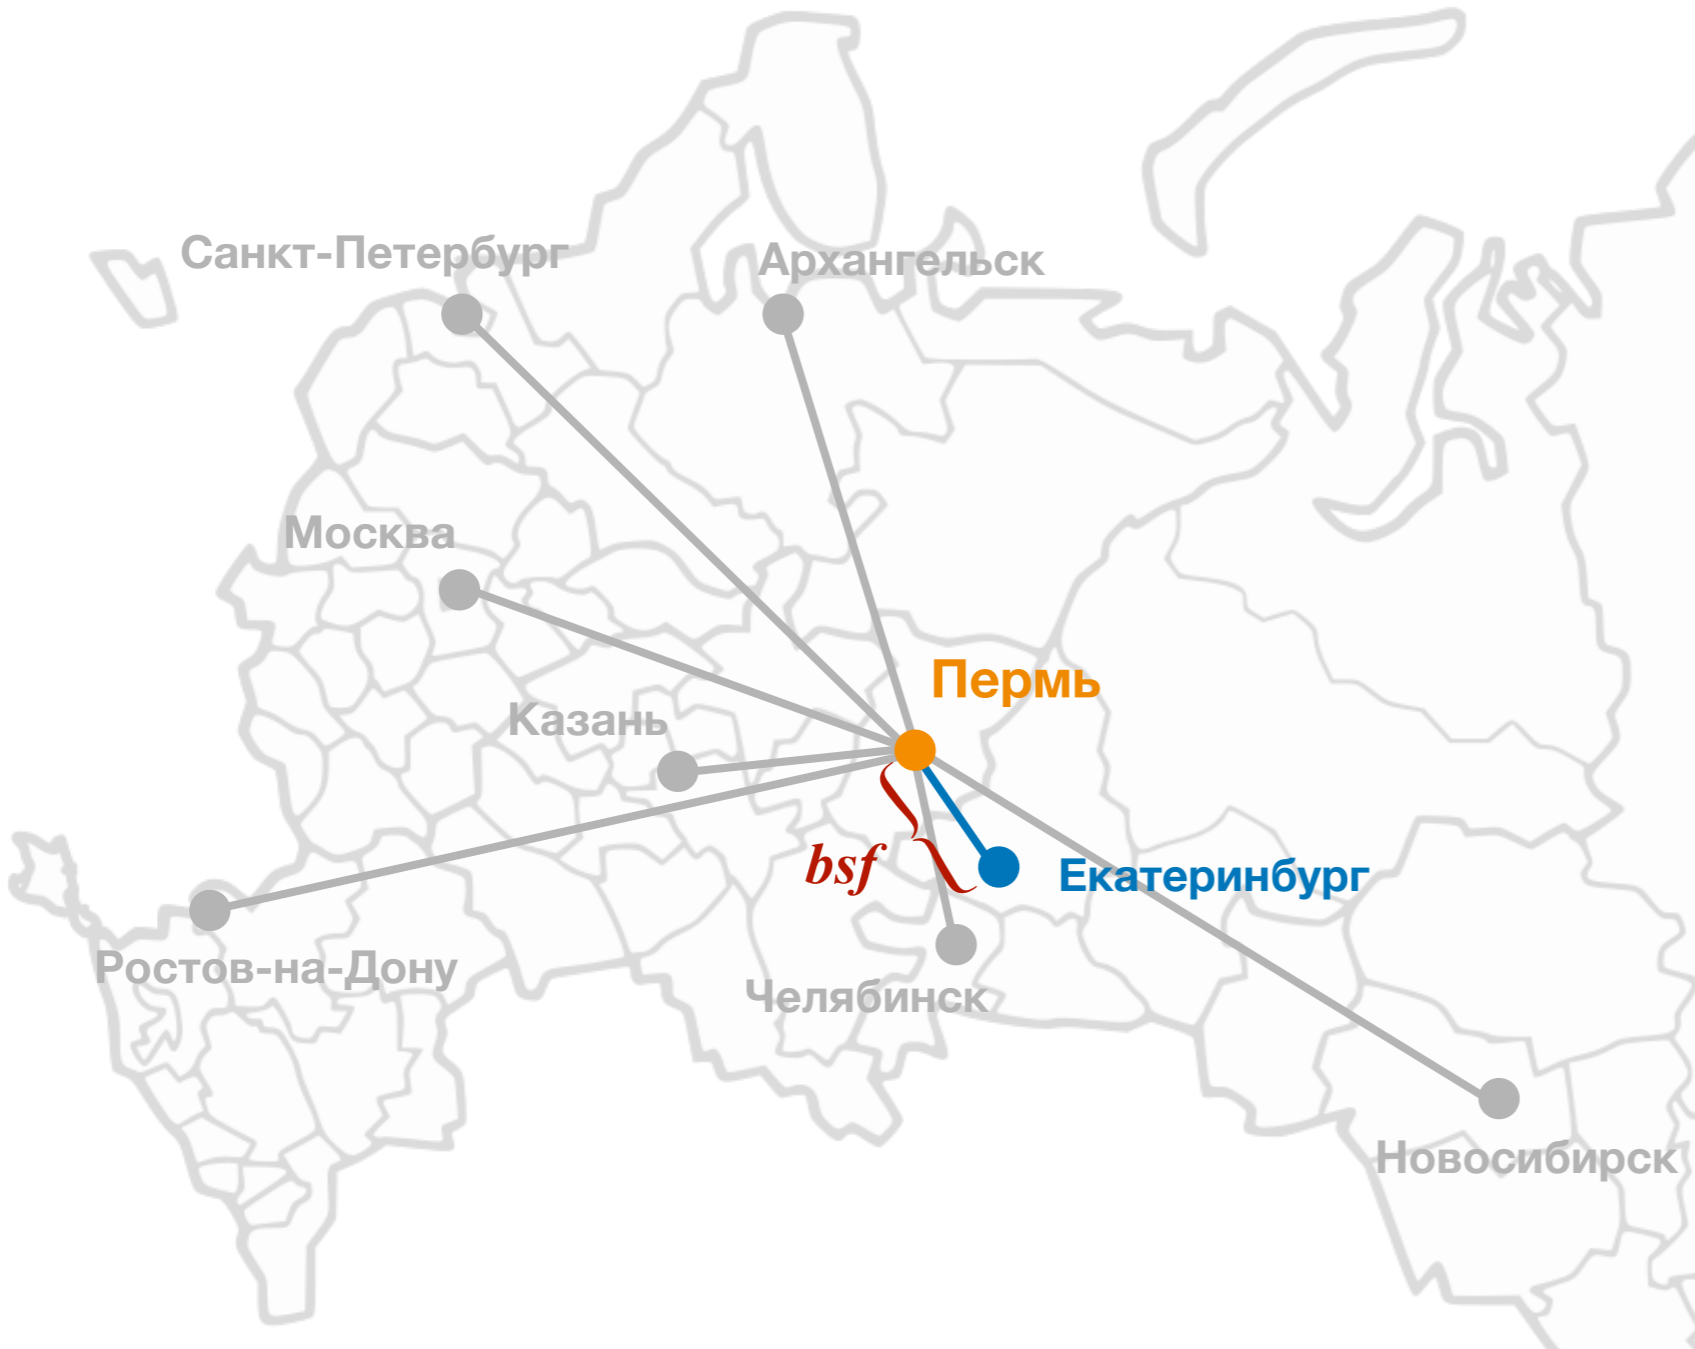 Санкт-Петербург
Архангельск
Москва
Пермь
Казань
bsf
Екатеринбург
Ростов-на-Дону
Челябинск
Новосибирск